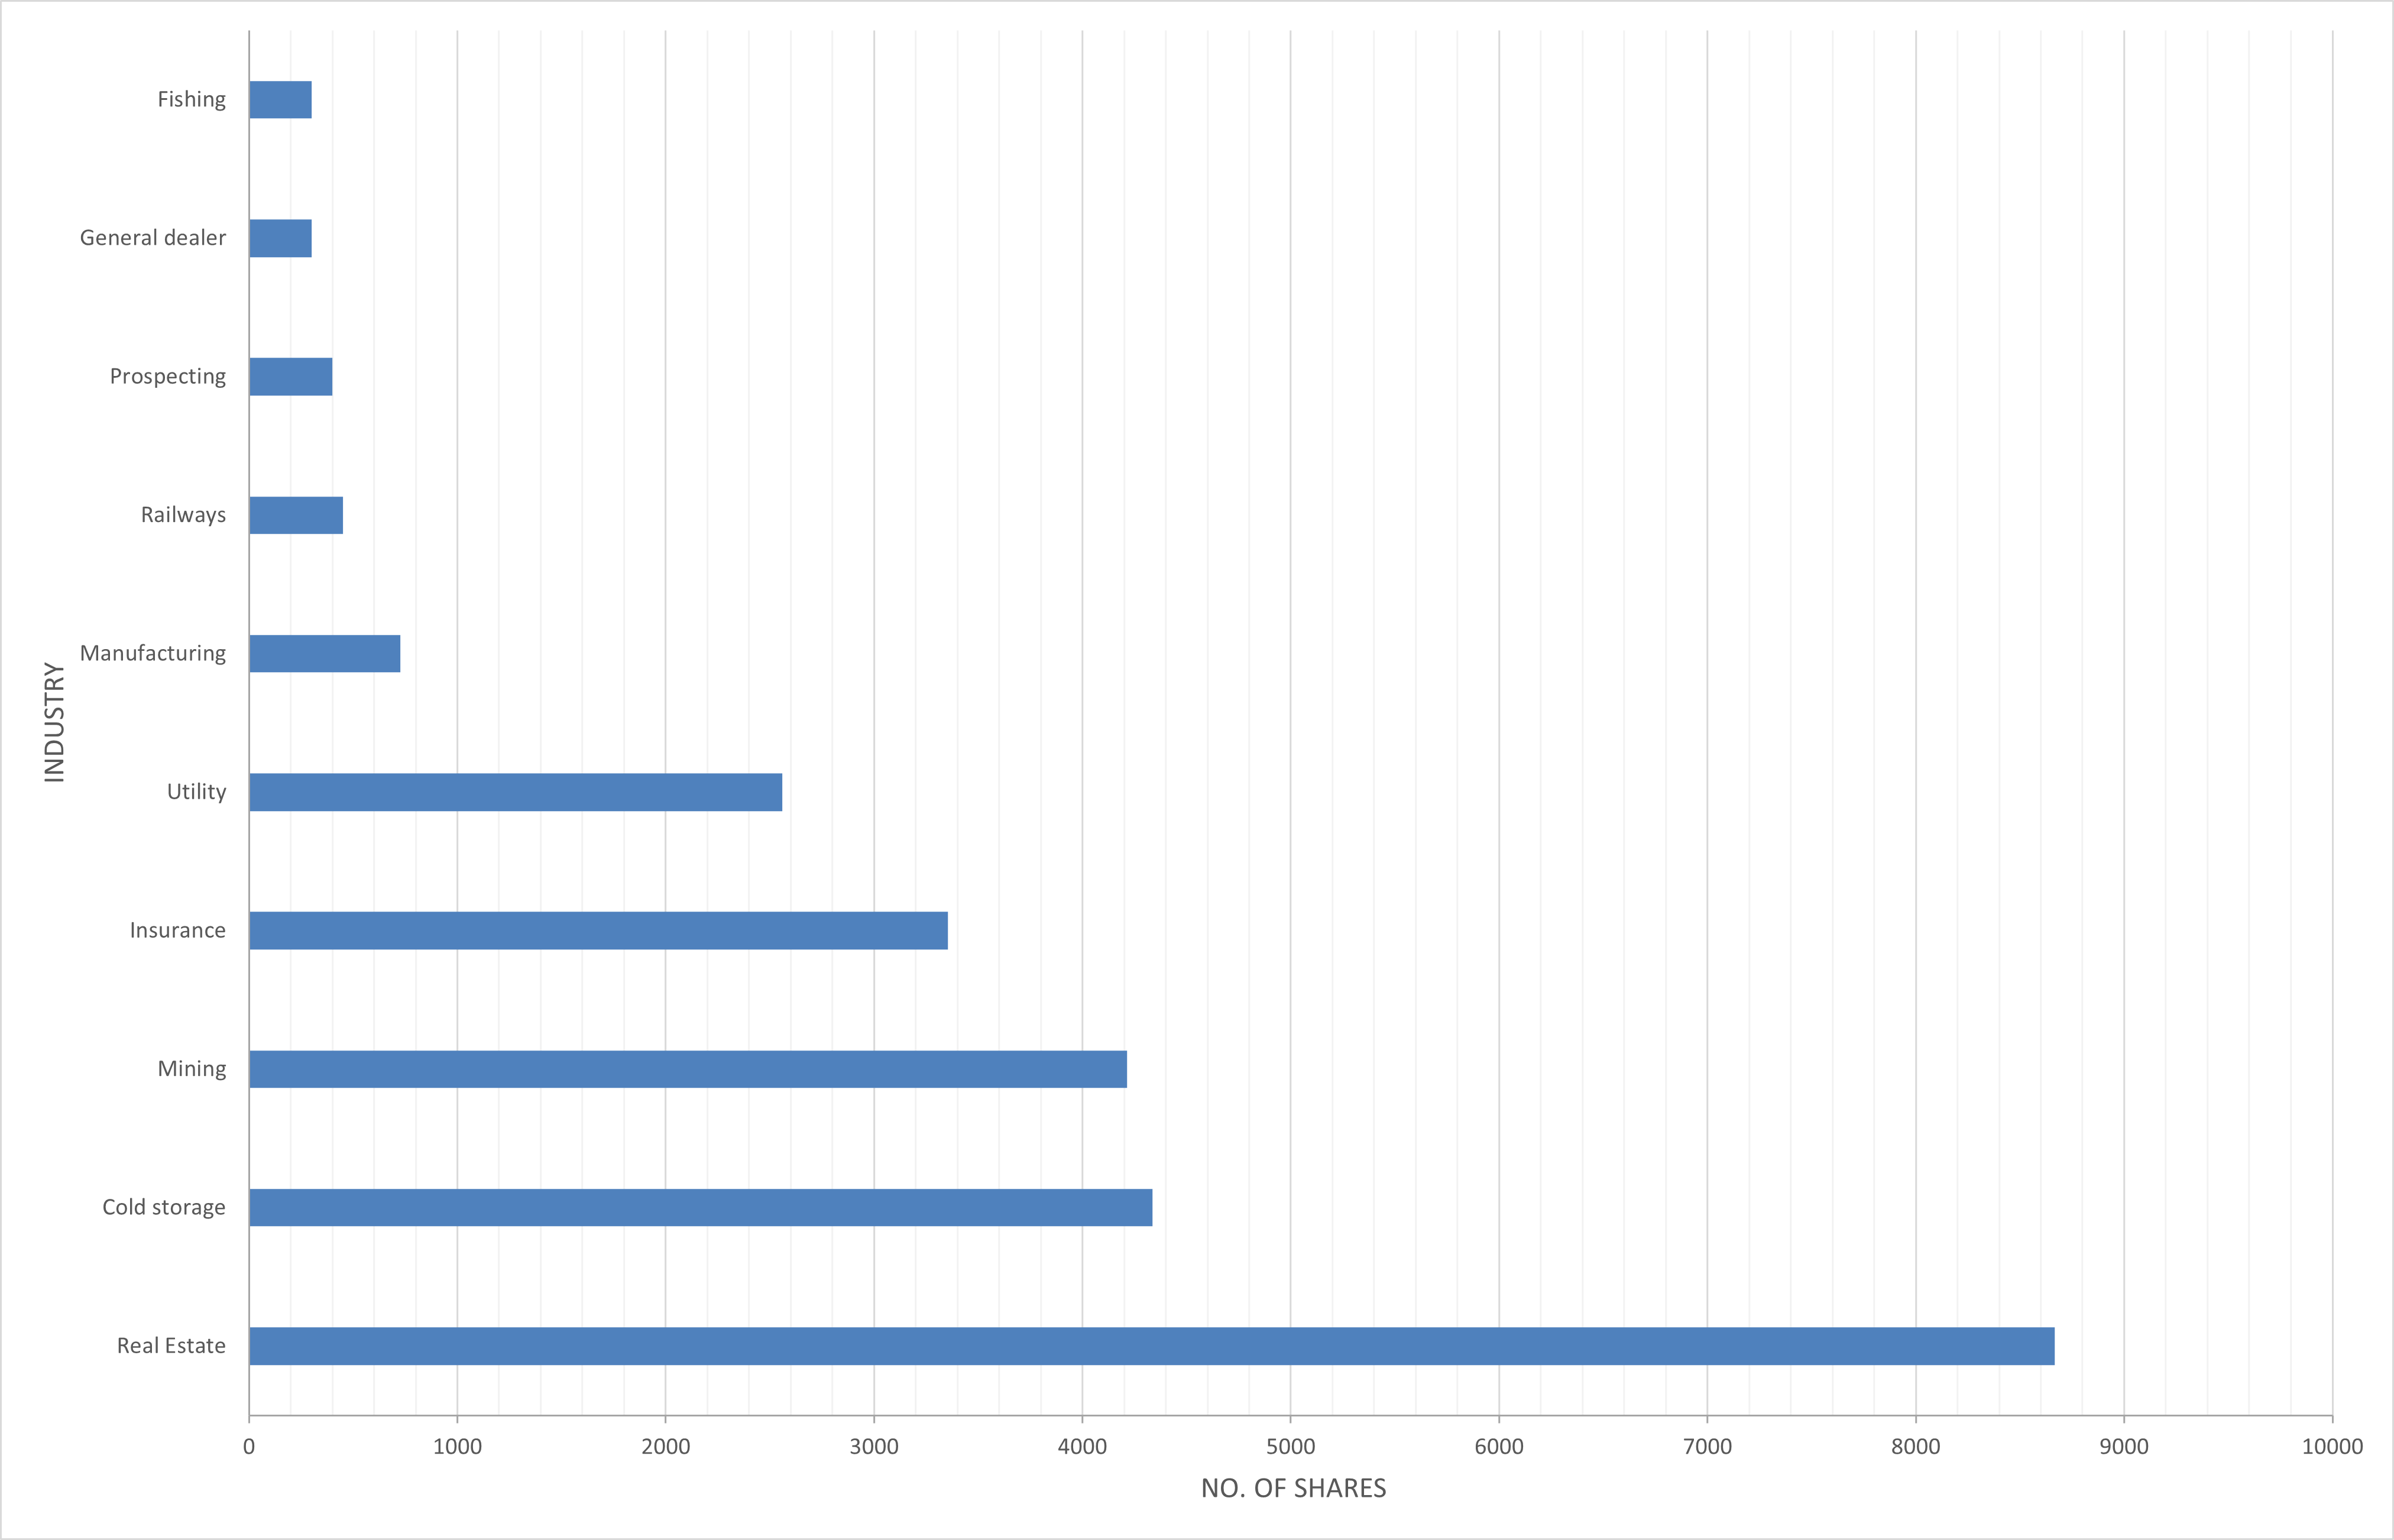 Fishing
General dealer
Prospecting
Railways
Manufacturing
Utility
Insurance
Mining
Cold storage
Real Estate
INDUSTRY
0 1000 2000 3000 4000 5000 6000 7000 8000 9000 10000
NO. OF SHARES